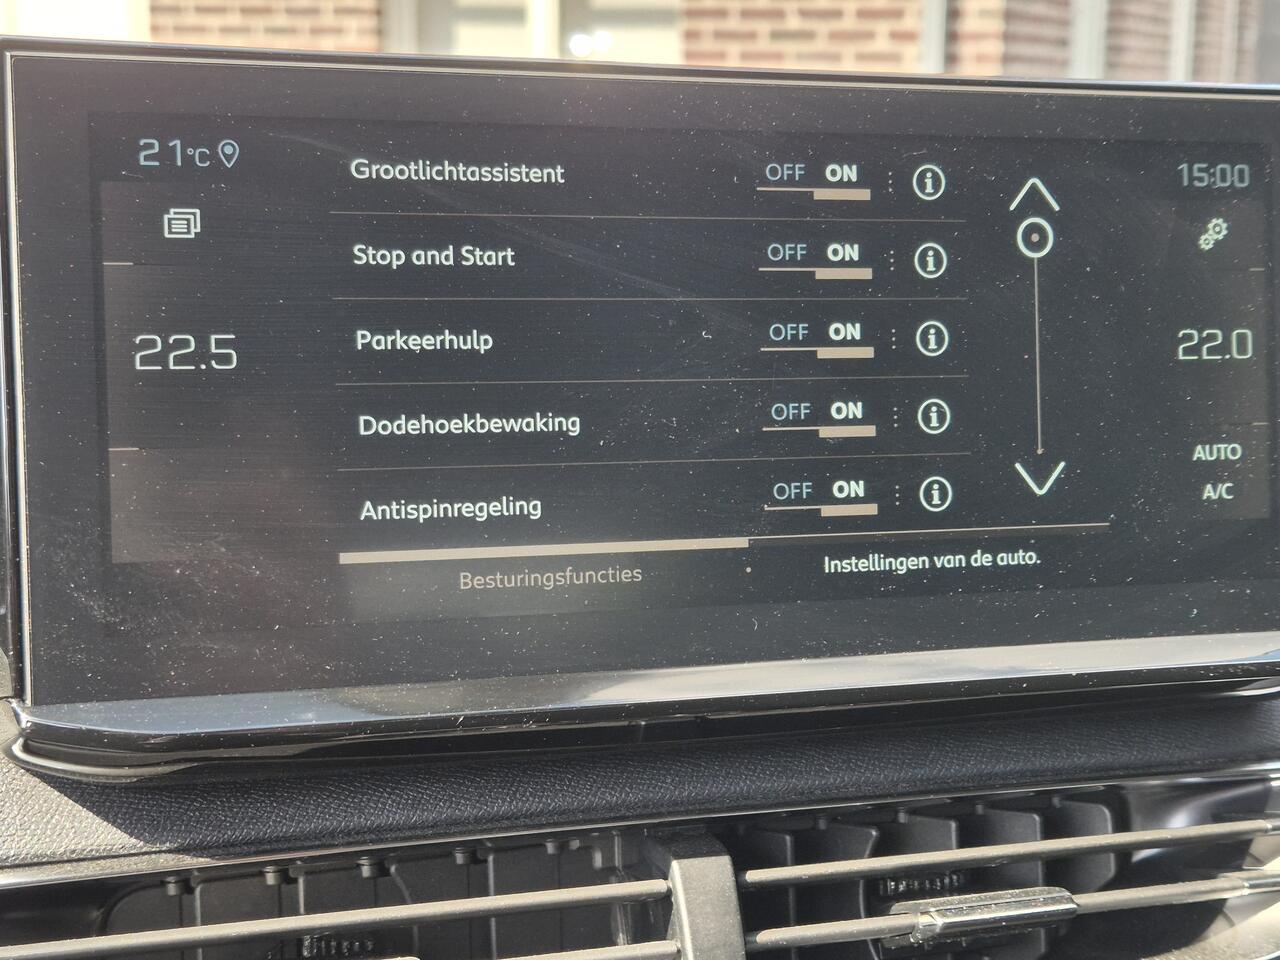 21°C
15:00
Grootlichtassistent OFF ON
Stop and Start OFF ON
22.5
Parkeerhulp OFF ON
22.0
Dodehoekbewaking OFF ON
AUTO
Antispinregeling OFF ON
A/C
Besturingsfuncties
Instellingen van de auto.